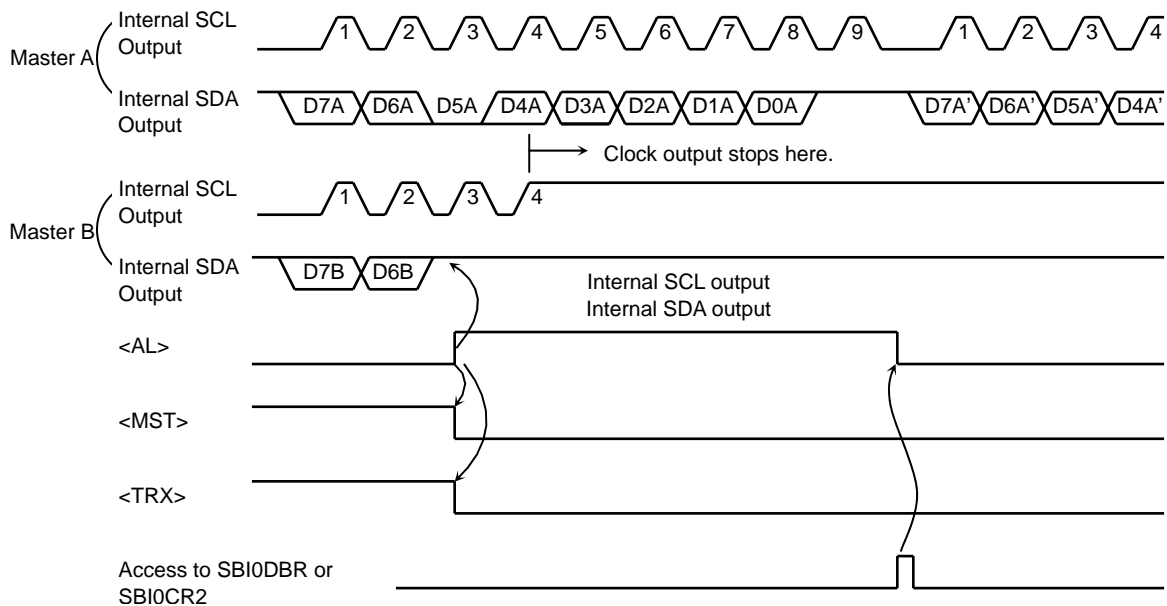 Master A
Internal SCL
Output
1 2 3 4 5 6 7 8 9 1 2 3 4
Internal SDA
Output
D7A D6A D5A D4A D3A D2A D1A D0A D7A' D6A' D5A' D4A'
Clock output stops here.
Master B
Internal SCL
Output
1 2 3 4
Internal SDA
Output
D7B D6B
Internal SCL output
Internal SDA output
<AL>
<MST>
<TRX>
Access to SBI0DBR or
SBI0CR2